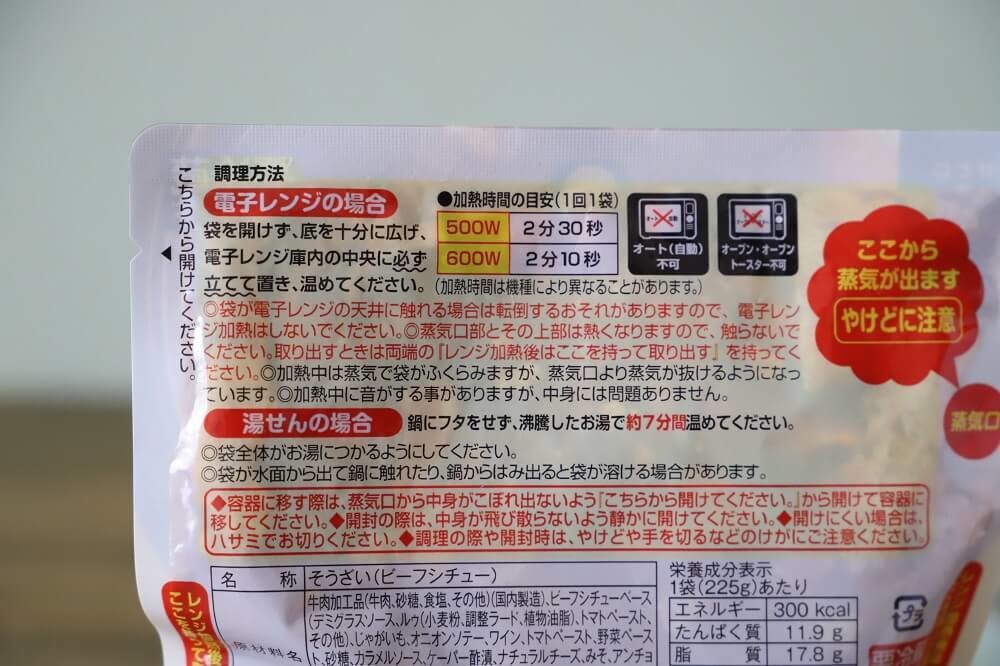 調理方法
こちらから開けてください。
電子レンジの場合
●加熱時間の目安(1回1袋)
500W 2分30秒
600W 2分10秒
袋を開けず、底を十分に広げ、
電子レンジ庫内の中央に必ず
立てて置き、温めてください。(加熱時間は機種により異なることがあります。)
オート(自動)
不可
オーブン・オーブン
トースター不可
ここから
蒸気が出ます
やけどに注意
蒸気口
◎袋が電子レンジの天井に触れる場合は転倒するおそれがありますので、電子レン
ジ加熱はしないでください。◎蒸気口部とその上部は熱くなりますので、触らないで
ください。取り出すときは両端の『レンジ加熱後はここを持って取り出す』を持ってく
ださい。◎加熱中は蒸気で袋がふくらみますが、蒸気口より蒸気が抜けるようになっ
ています。◎加熱中に音がする事がありますが、中身には問題ありません。
湯せんの場合
鍋にフタをせず、沸騰したお湯で約7分間温めてください。
◎袋全体がお湯につかるようにしてください。
◎袋が水面から出て鍋に触れたり、鍋からはみ出ると袋が溶ける場合があります。
◆容器に移す際は、蒸気口から中身がこぼれ出ないよう「こちらから開けてください。」から開けて容器に
移してください。◆開封の際は、中身が飛び散らないよう静かに開けてください。◆開けにくい場合は、
ハサミでお切りください。◆調理の際や開封時は、やけどや手を切るなどのけがにご注意ください。
名称 そうざい(ビーフシチュー)
原材料名
牛肉加工品(牛肉、砂糖、食塩、その他)(国内製造)、ビーフシチューベース
(デミグラスソース、ルゥ(小麦粉、調整ラード、植物油脂)、トマトペースト、
その他)、じゃがいも、オニオンソテー、ワイン、トマトペースト、野菜ペース
ト、砂糖、カラメルソース、ケーパー酢漬、ナチュラルチーズ、みそ、アンチョ
栄養成分表示
1袋(225g)あたり
エネルギー 300 kcal
たんぱく質 11.9 g
脂質 17.8 g
プラ